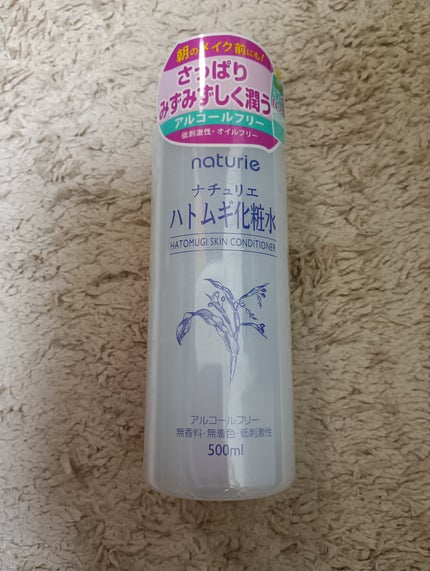 朝のメイク前にも!
さっぱり
みずみずしく潤う
アルコールフリー
低刺激性・オイルフリー
naturie
ナチュリエ
ハトムギ化粧水
HATOMUGI SKIN CONDITIONER
アルコールフリー
無香料・無着色・低刺激性
500ml